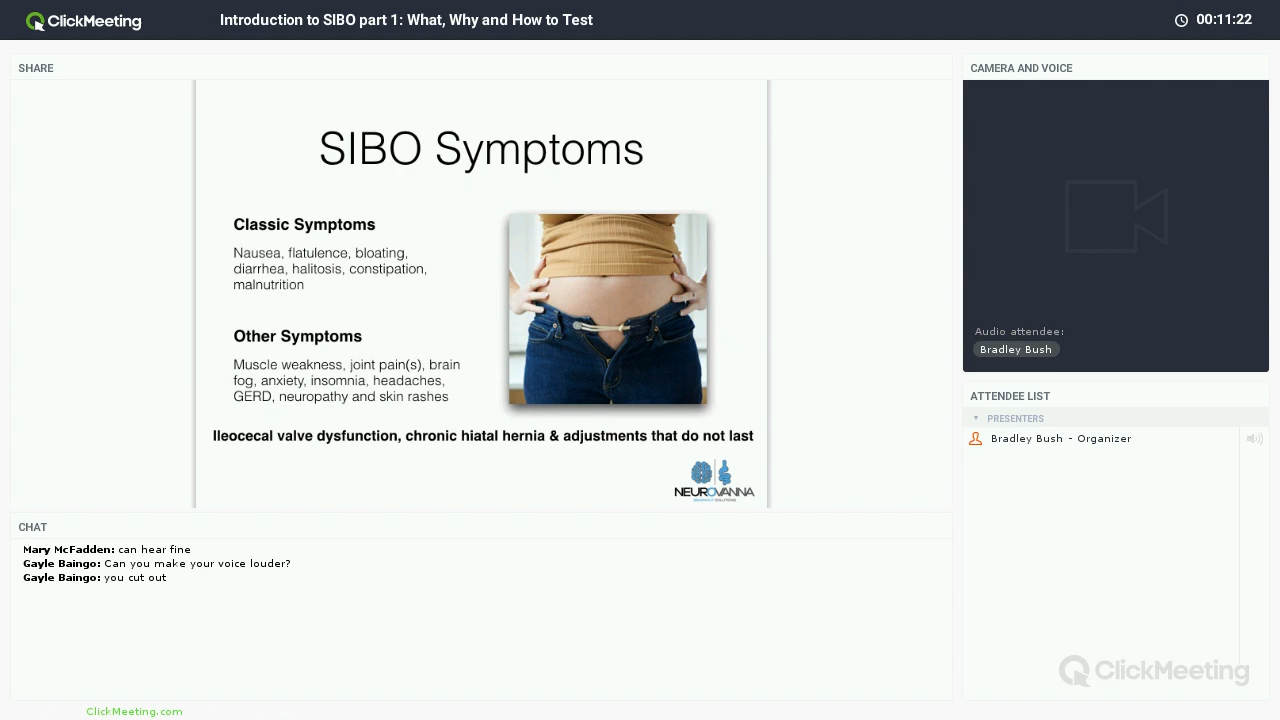 ClickMeeting
Introduction to SIBO part 1: What, Why and How to Test
00:11:22
SHARE
SIBO Symptoms
Classic Symptoms
Nausea, flatulence, bloating,
diarrhea, halitosis, constipation,
malnutrition
Other Symptoms
Muscle weakness, joint pain(s), brain
fog, anxiety, insomnia, headaches,
GERD, neuropathy and skin rashes
Ileocecal valve dysfunction, chronic hiatal hernia & adjustments that do not last
NEUROVANNA
CHAT
Mary McFadden: can hear fine
Gayle Baingo: Can you make your voice louder?
Gayle Baingo: you cut out
CAMERA AND VOICE
Audio attendee:
Bradley Bush
ATTENDEE LIST
PRESENTERS
Bradley Bush - Organizer
ClickMeeting
ClickMeeting.com